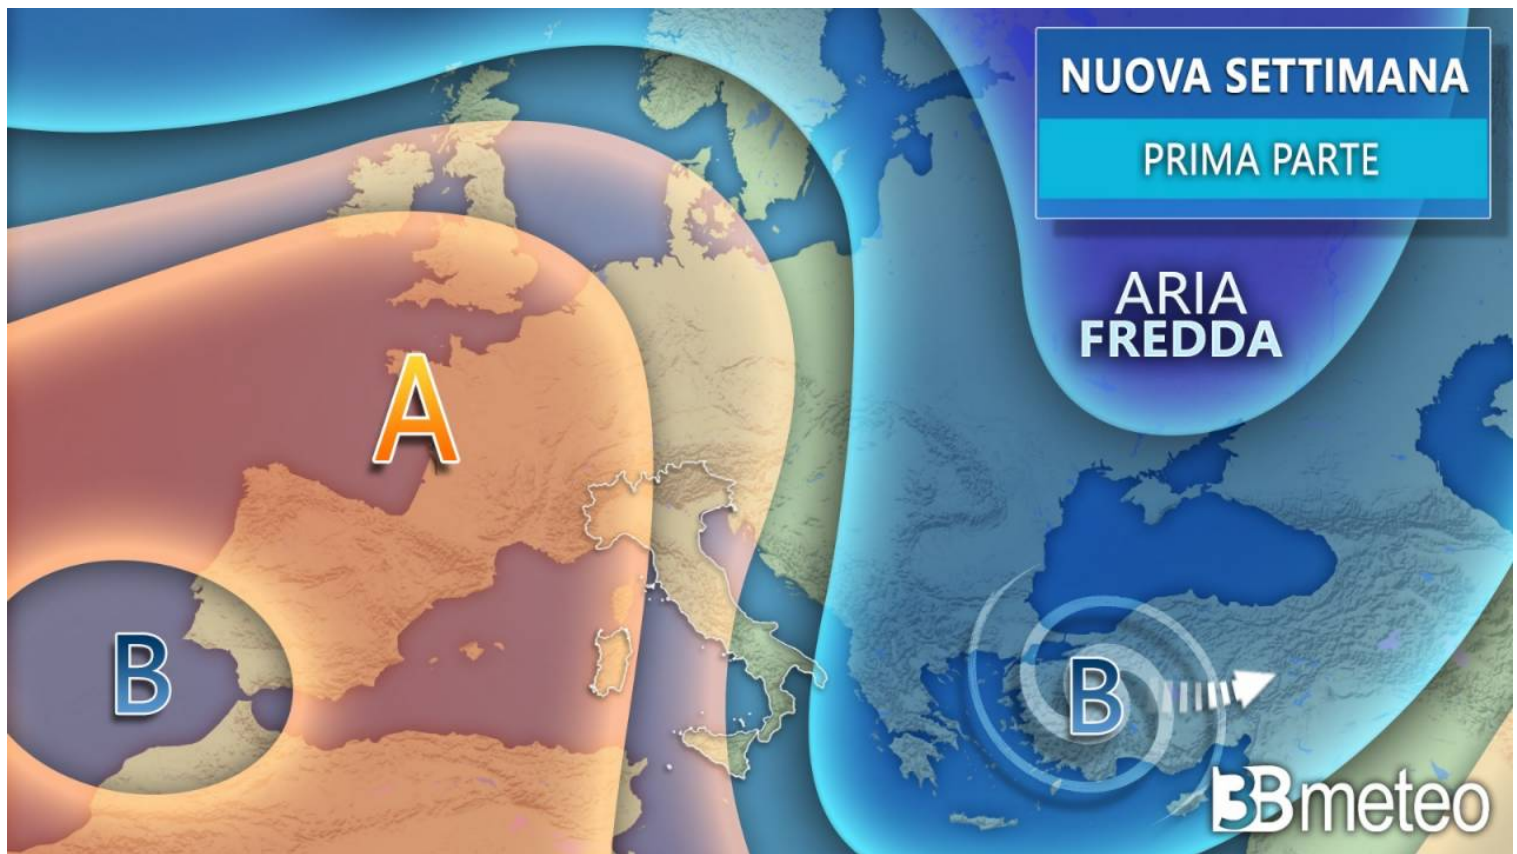 NUOVA SETTIMANA
PRIMA PARTE
ARIA
FREDDA
A
B
B
3Bmeteo